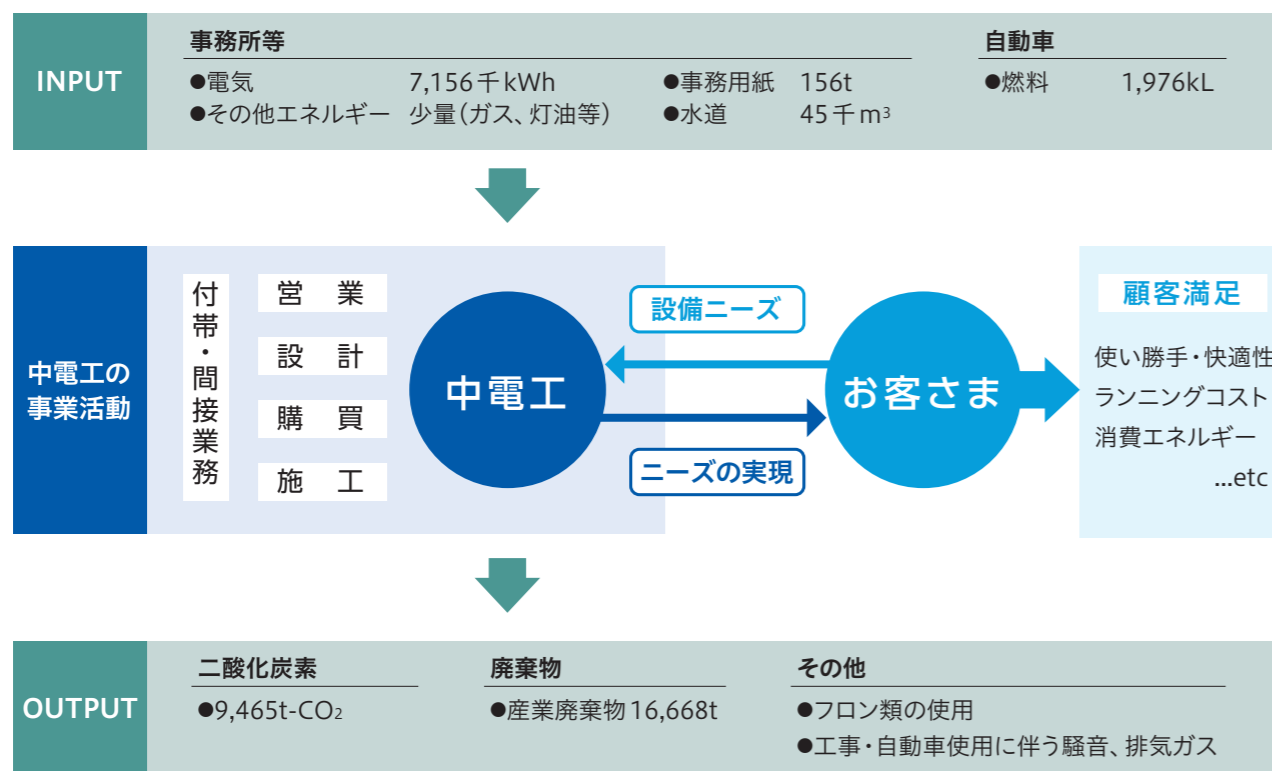 INPUT
事務所等
●電気 7,156千kWh
●その他エネルギー 少量(ガス、灯油等)
●事務用紙 156t
●水道 45千m³
自動車
●燃料 1,976kL
中電工の
事業活動
付帯・間接業務
営業
設計
購買
施工
中電工
設備ニーズ
ニーズの実現
お客さま
顧客満足
使い勝手・快適性
ランニングコスト
消費エネルギー
...etc
OUTPUT
二酸化炭素
●9,465t-CO₂
廃棄物
●産業廃棄物16,668t
その他
●フロン類の使用
●工事・自動車使用に伴う騒音、排気ガス